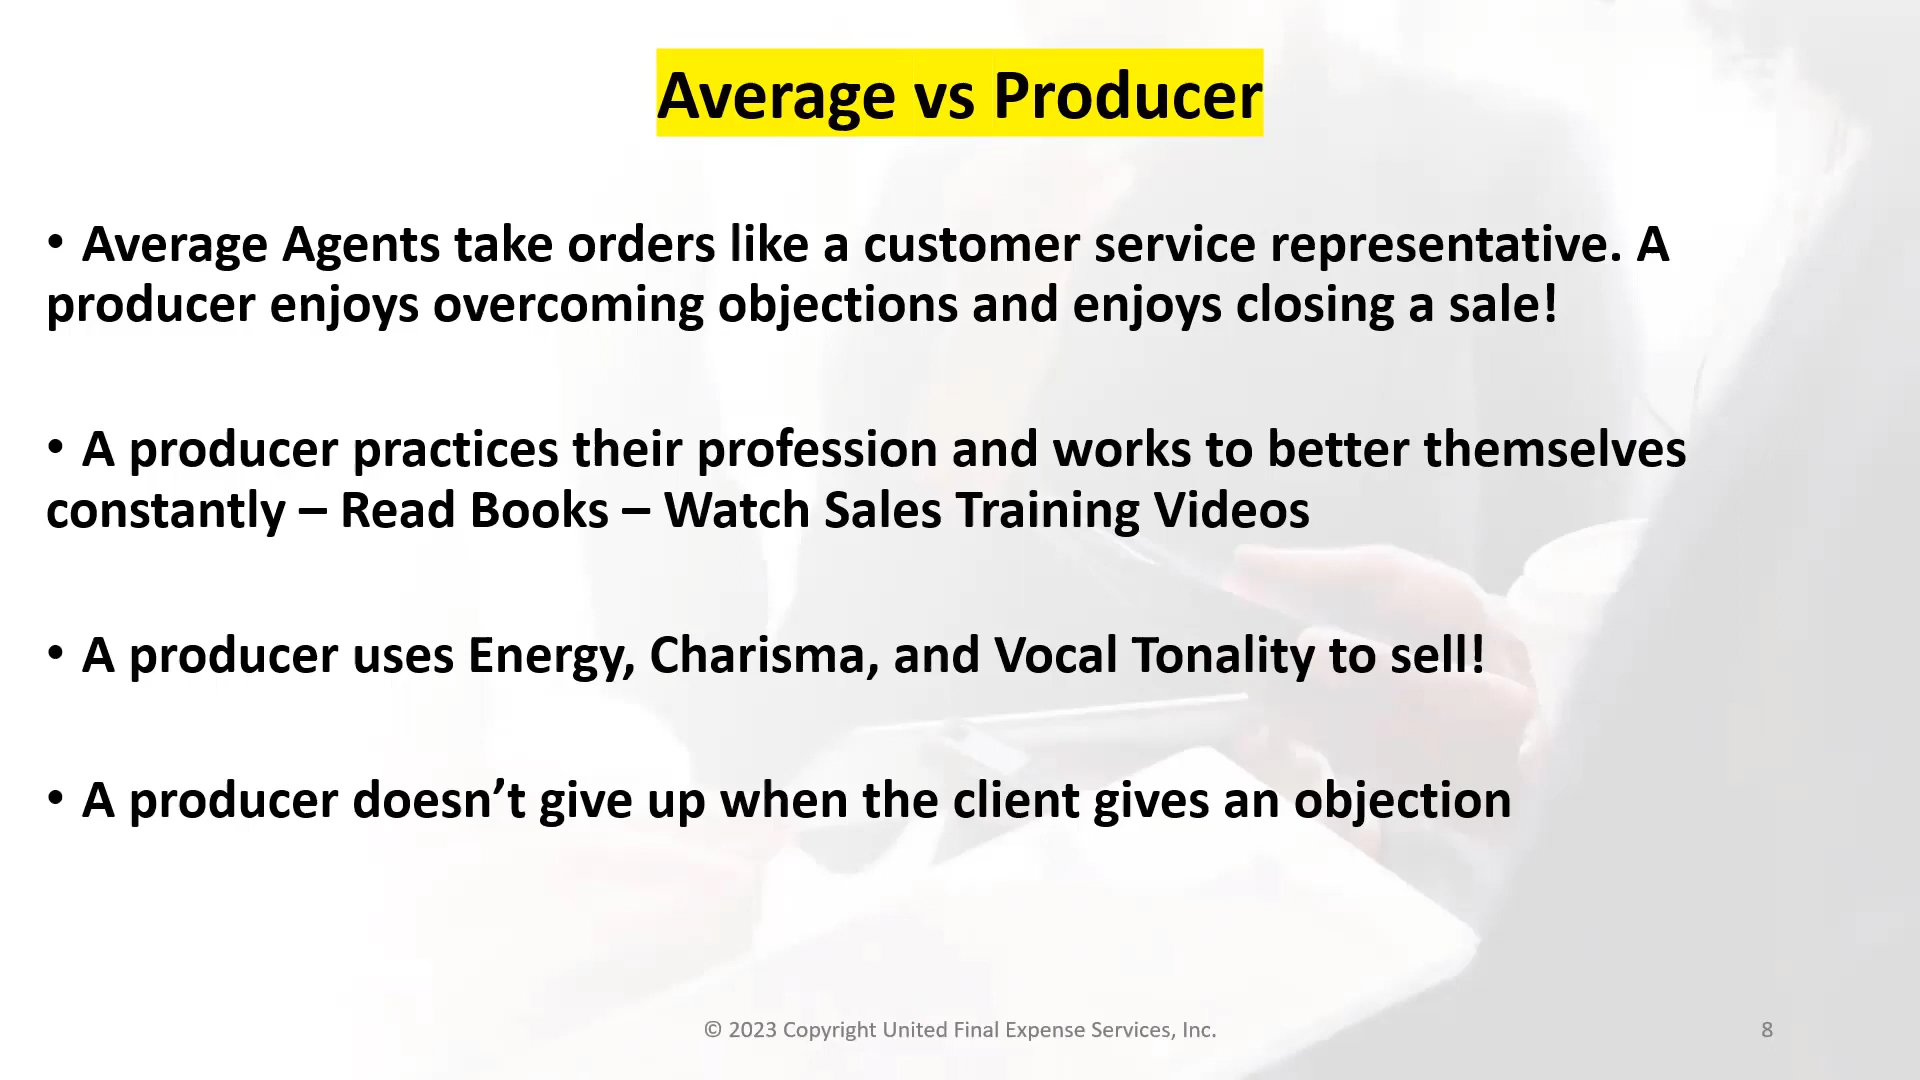 Average vs Producer
• Average Agents take orders like a customer service representative. A
producer enjoys overcoming objections and enjoys closing a sale!
• A producer practices their profession and works to better themselves
constantly – Read Books – Watch Sales Training Videos
• A producer uses Energy, Charisma, and Vocal Tonality to sell!
• A producer doesn’t give up when the client gives an objection
© 2023 Copyright United Final Expense Services, Inc.
8